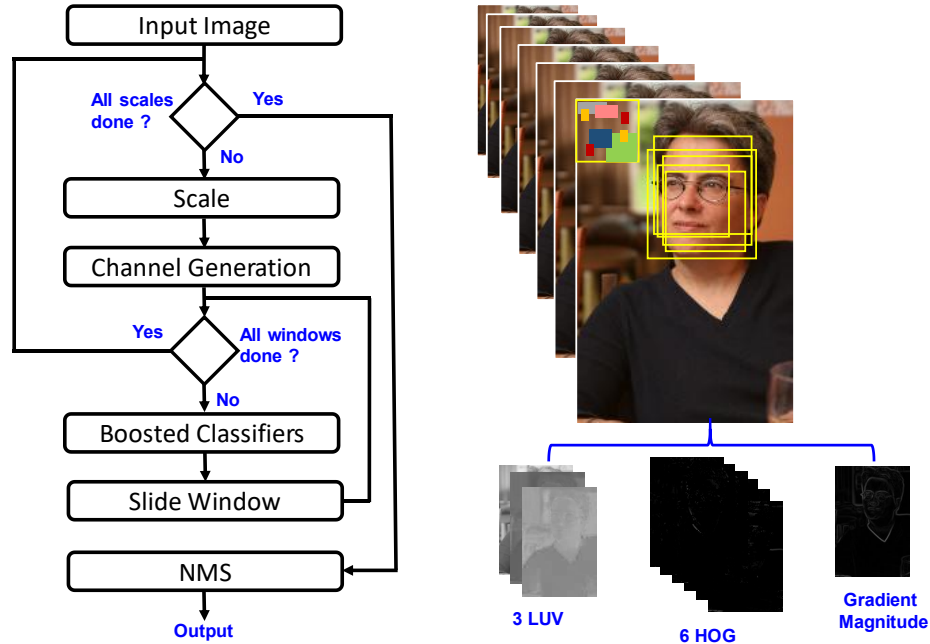 Input Image
All scales
done ?
Yes
No
Scale
Channel Generation
Yes
All windows
done ?
No
Boosted Classifiers
Slide Window
NMS
Output
3 LUV
6 HOG
Gradient
Magnitude